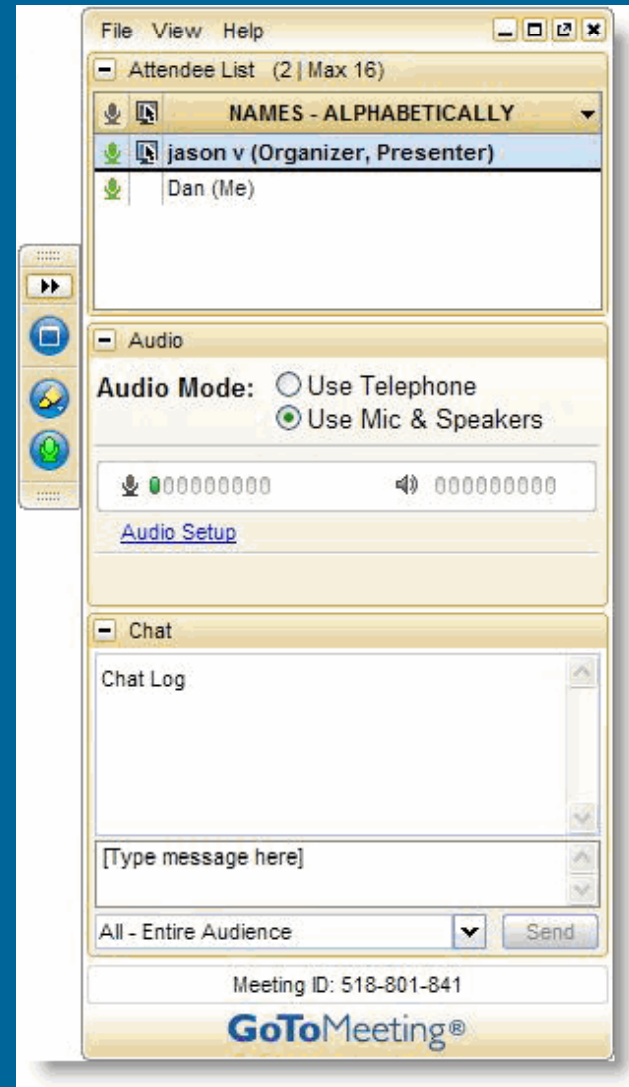 File View Help
Attendee List (2 | Max 16)
NAMES - ALPHABETICALLY
jason v (Organizer, Presenter)
Dan (Me)
Audio
Audio Mode: Use Telephone
Use Mic & Speakers
Audio Setup
Chat
Chat Log
[Type message here]
All - Entire Audience Send
Meeting ID: 518-801-841
GoToMeeting®